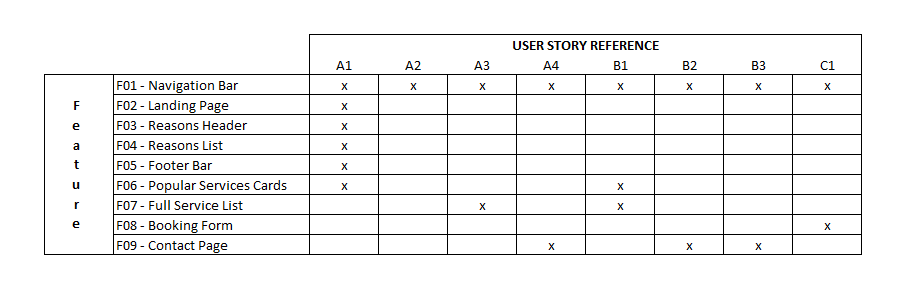 USER STORY REFERENCE
A1 A2 A3 A4 B1 B2 B3 C1
Feature
F01 - Navigation Bar x x x x x x x x
F02 - Landing Page x
F03 - Reasons Header x
F04 - Reasons List x
F05 - Footer Bar x
F06 - Popular Services Cards x x
F07 - Full Service List x x
F08 - Booking Form x
F09 - Contact Page x x x